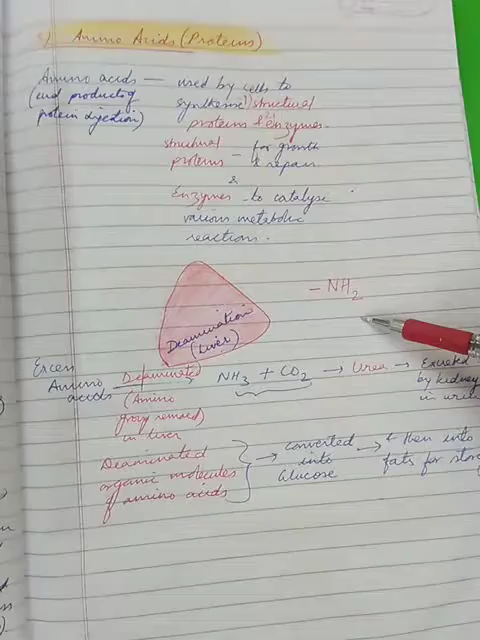 Amino Acids (Proteins)
Amino acids — used by cells to
(end product of synthesise 1) structural
protein digestion) proteins & 2) enzymes.
structural — for growth
proteins & repair
&
Enzymes - to catalyse
various metabolic
reactions.
- NH2
Deamination
(Liver)
Excess
Amino acids Deaminated → NH3 + CO2 → Urea → Excreted
(Amino by kidney
group removed) in urine
in liver
Deaminated → converted → & then into
organic molecules into fats for
of amino acids Glucose